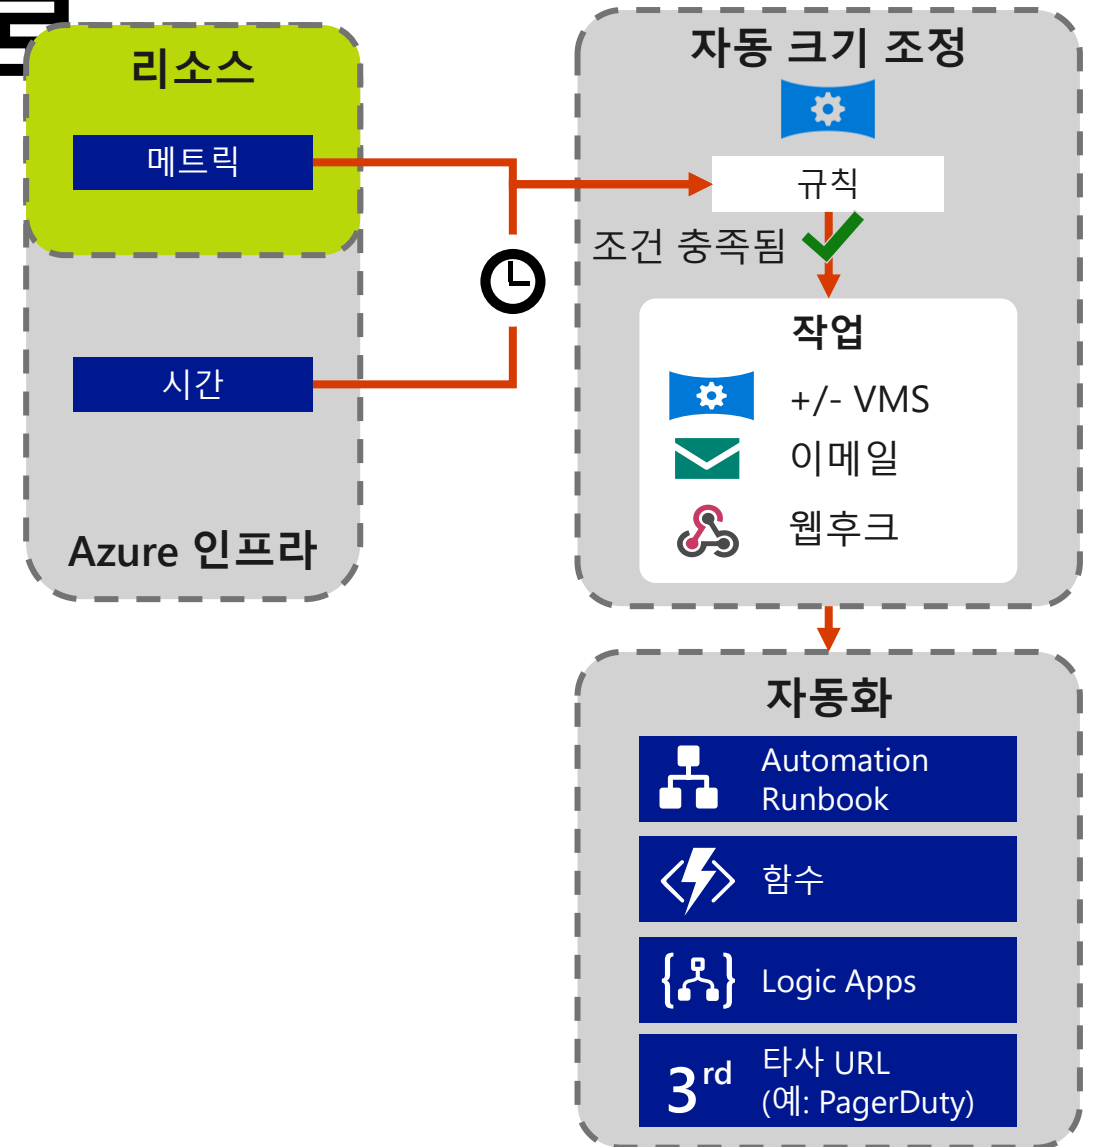 리소스
메트릭
시간
Azure 인프라
자동 크기 조정
규칙
조건 충족됨
작업
+/- VMS
이메일
웹후크
자동화
Automation
Runbook
함수
Logic Apps
3rd
타사 URL
(예: PagerDuty)